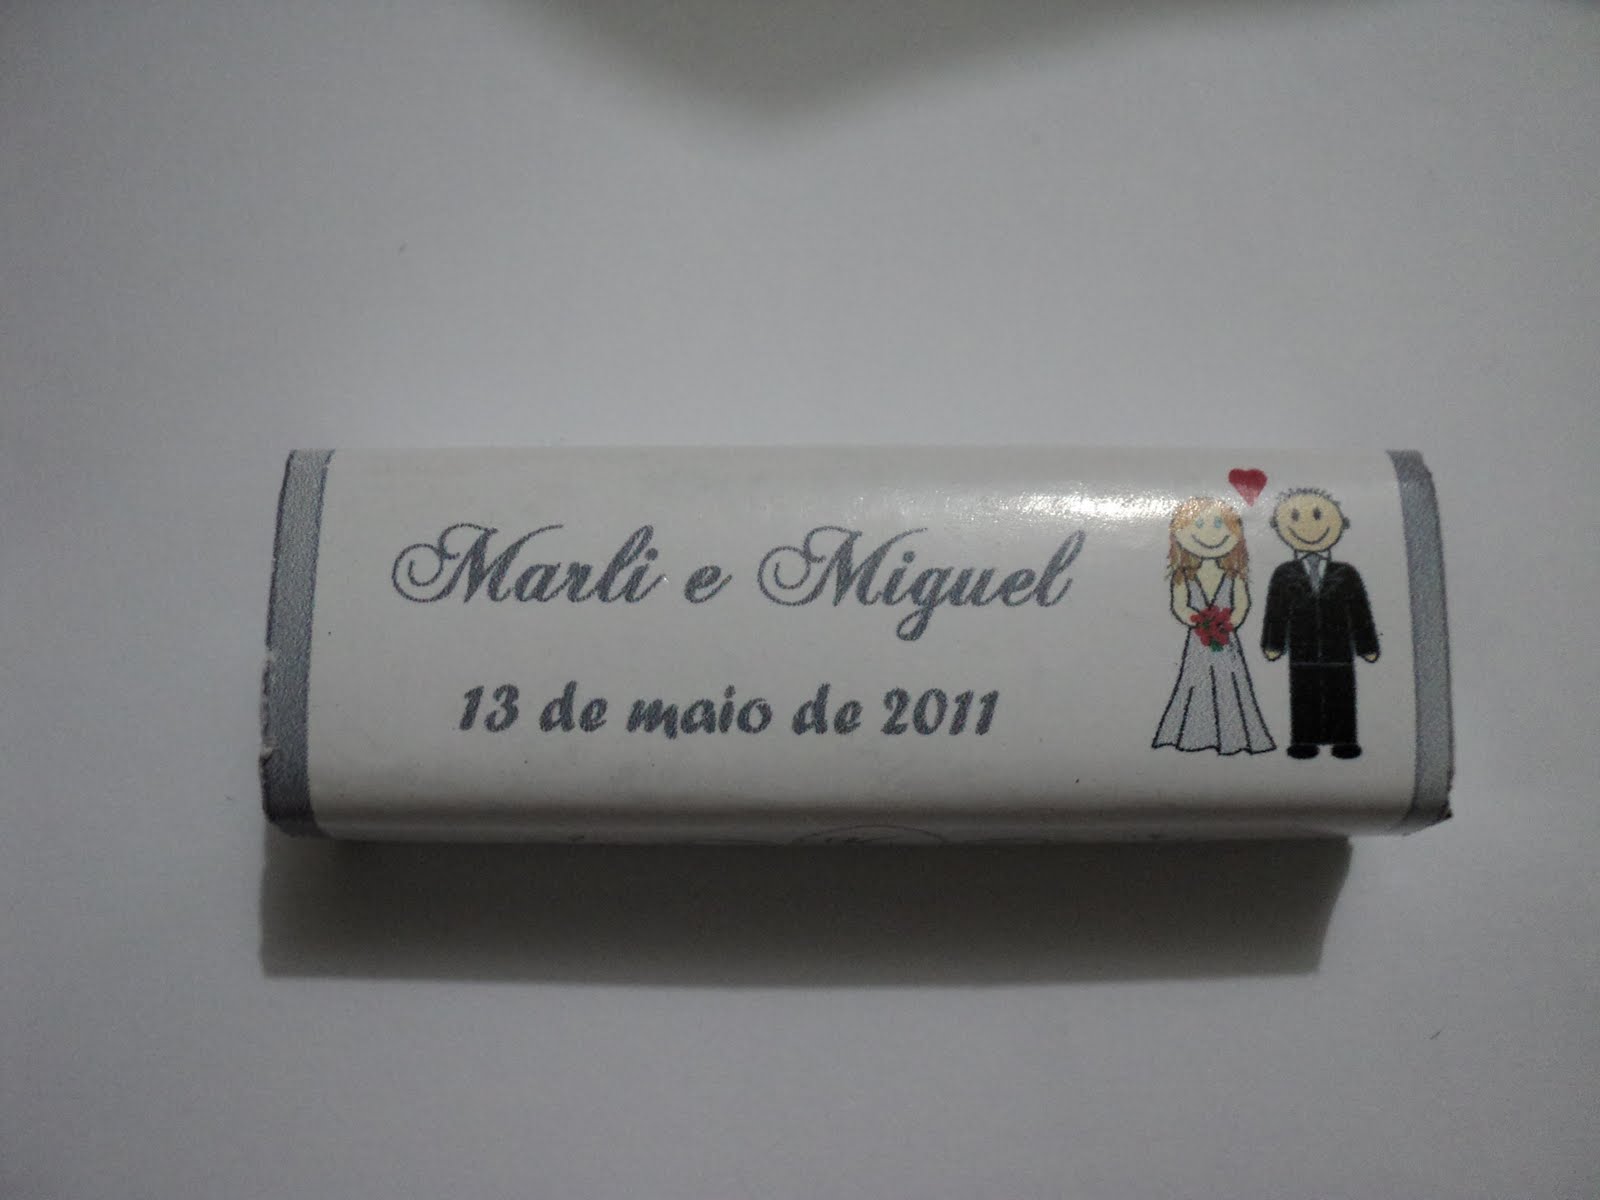 Marli e Miguel
13 de maio de 2011